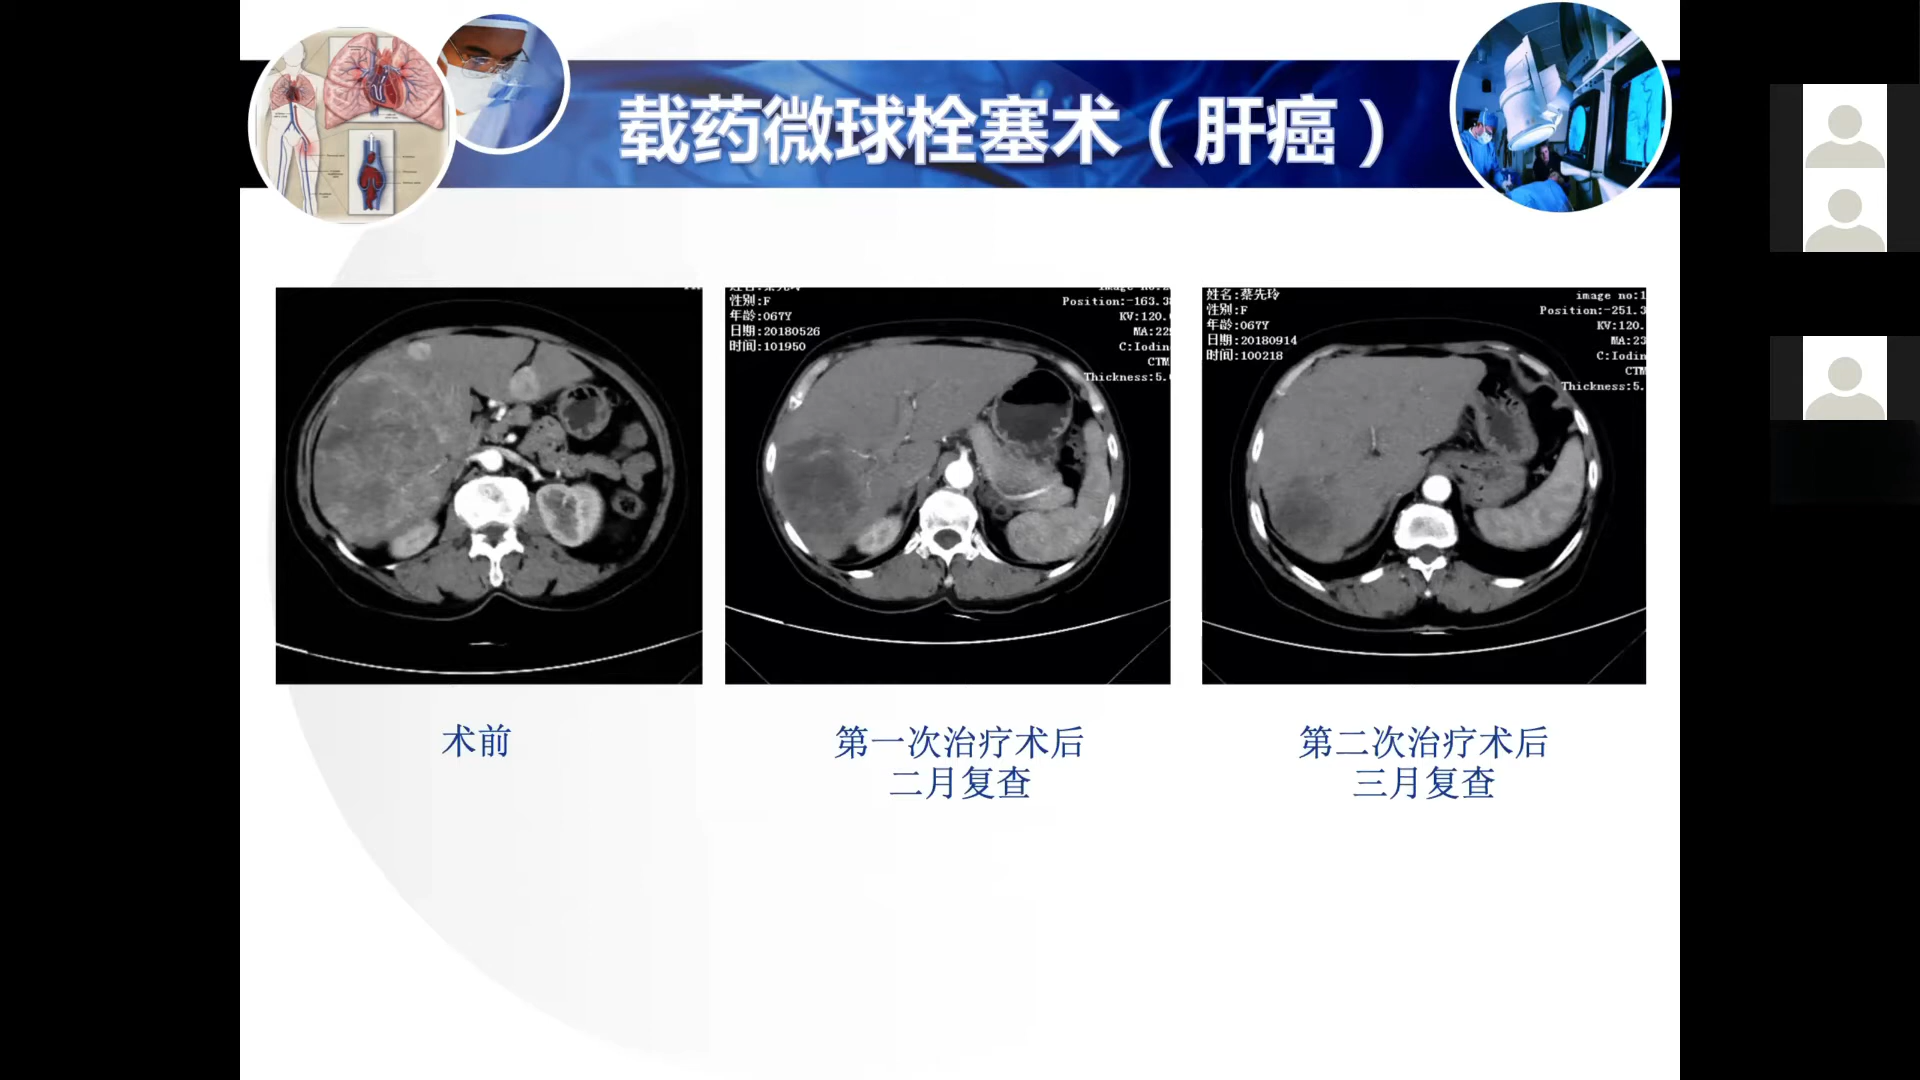 载药微球栓塞术（肝癌）
性别:F
年龄:067Y
日期:20180526
时间:101950
Position:-163.3
KV:120.
MA:22
C:Iodin
CTM
Thickness:5.
姓名:蔡先玲
性别:F
年龄:067Y
日期:20180914
时间:100218
image no:1
Position:-251.3
KV:120.
MA:23
C:Iodin
CTM
Thickness:5.
术前
第一次治疗术后
二月复查
第二次治疗术后
三月复查